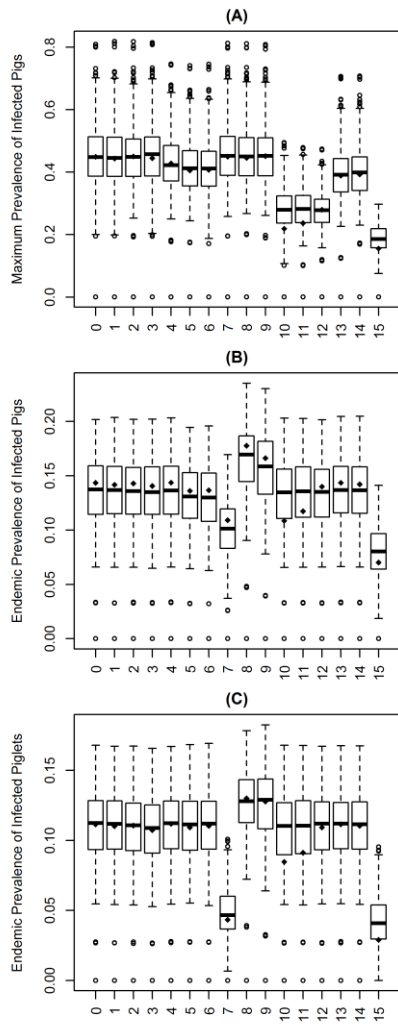 (A)
Maximum Prevalence of Infected Pigs
0.8
0.6
0.4
0.2
0.0
0 1 2 3 4 5 6 7 8 9 10 11 12 13 14 15
(B)
Endemic Prevalence of Infected Pigs
0.20
0.15
0.10
0.05
0.00
0 1 2 3 4 5 6 7 8 9 10 11 12 13 14 15
(C)
Endemic Prevalence of Infected Piglets
0.15
0.10
0.05
0.00
0 1 2 3 4 5 6 7 8 9 10 11 12 13 14 15